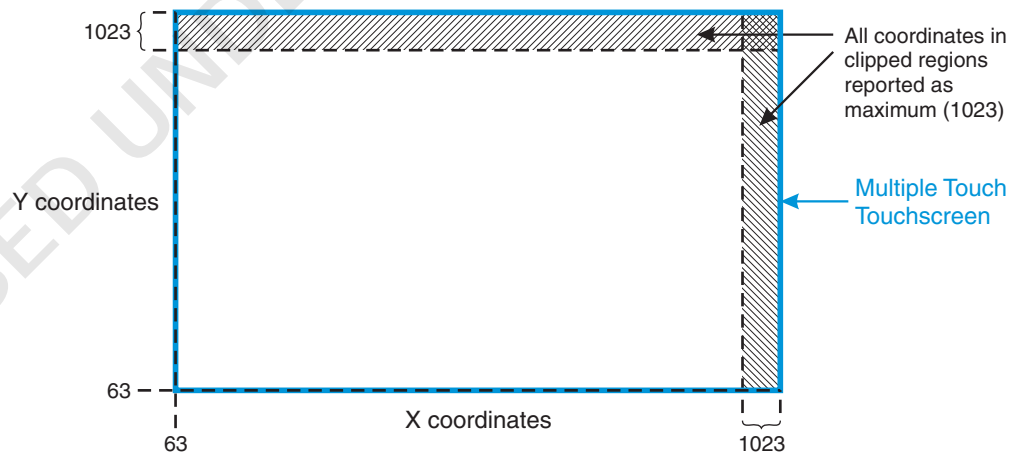 1023
All coordinates in
clipped regions
reported as
maximum (1023)
Y coordinates
Multiple Touch
Touchscreen
63
X coordinates
63
1023